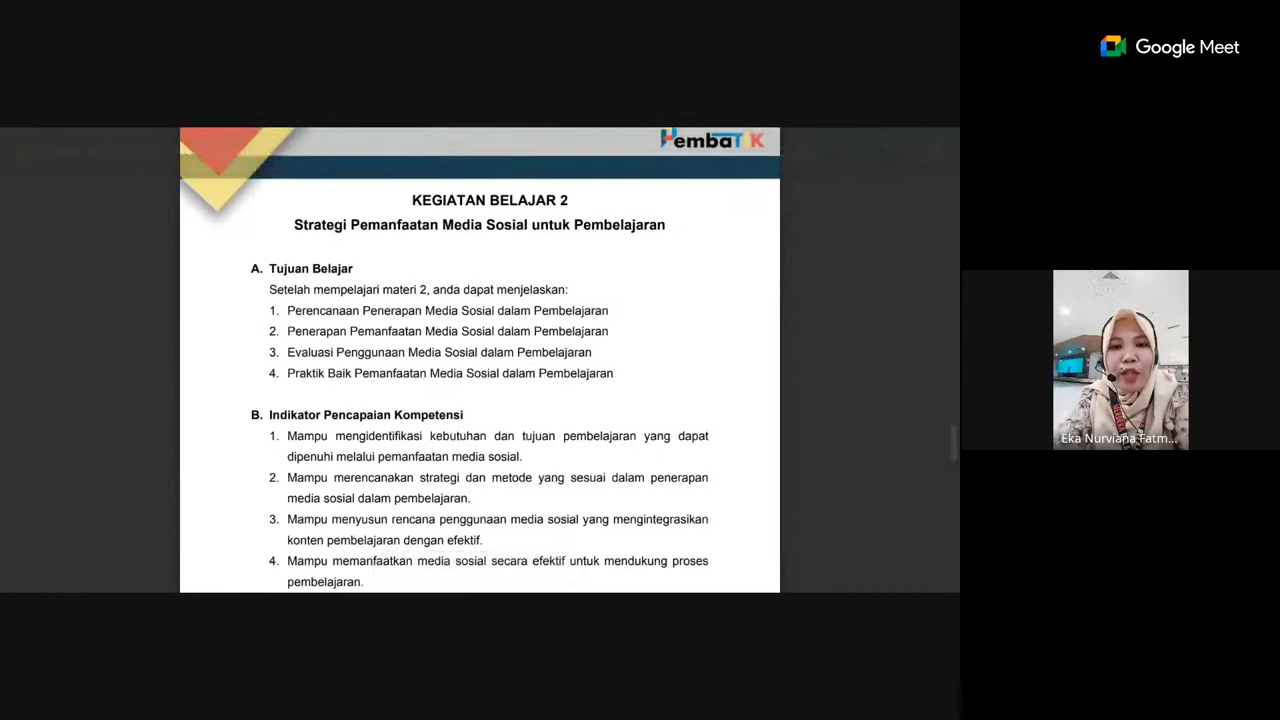 Google Meet
PembaTIK
KEGIATAN BELAJAR 2
Strategi Pemanfaatan Media Sosial untuk Pembelajaran
A. Tujuan Belajar
Setelah mempelajari materi 2, anda dapat menjelaskan:
1. Perencanaan Penerapan Media Sosial dalam Pembelajaran
2. Penerapan Pemanfaatan Media Sosial dalam Pembelajaran
3. Evaluasi Penggunaan Media Sosial dalam Pembelajaran
4. Praktik Baik Pemanfaatan Media Sosial dalam Pembelajaran
B. Indikator Pencapaian Kompetensi
1. Mampu mengidentifikasi kebutuhan dan tujuan pembelajaran yang dapat
dipenuhi melalui pemanfaatan media sosial.
2. Mampu merencanakan strategi dan metode yang sesuai dalam penerapan
media sosial dalam pembelajaran.
3. Mampu menyusun rencana penggunaan media sosial yang mengintegrasikan
konten pembelajaran dengan efektif.
4. Mampu memanfaatkan media sosial secara efektif untuk mendukung proses
pembelajaran.
Eka Nurviana Fatm...